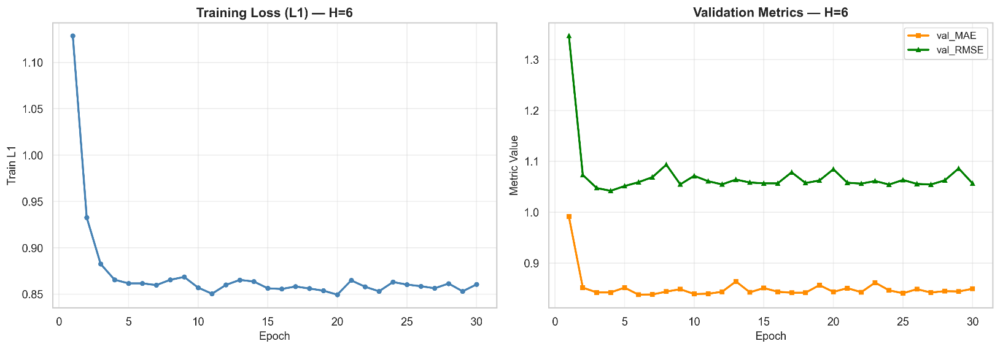 Training Loss (L1) — H=6
Train L1
1.10
1.05
1.00
0.95
0.90
0.85
0 5 10 15 20 25 30
Epoch
Validation Metrics — H=6
val_MAE
val_RMSE
Metric Value
1.3
1.2
1.1
1.0
0.9
0 5 10 15 20 25 30
Epoch